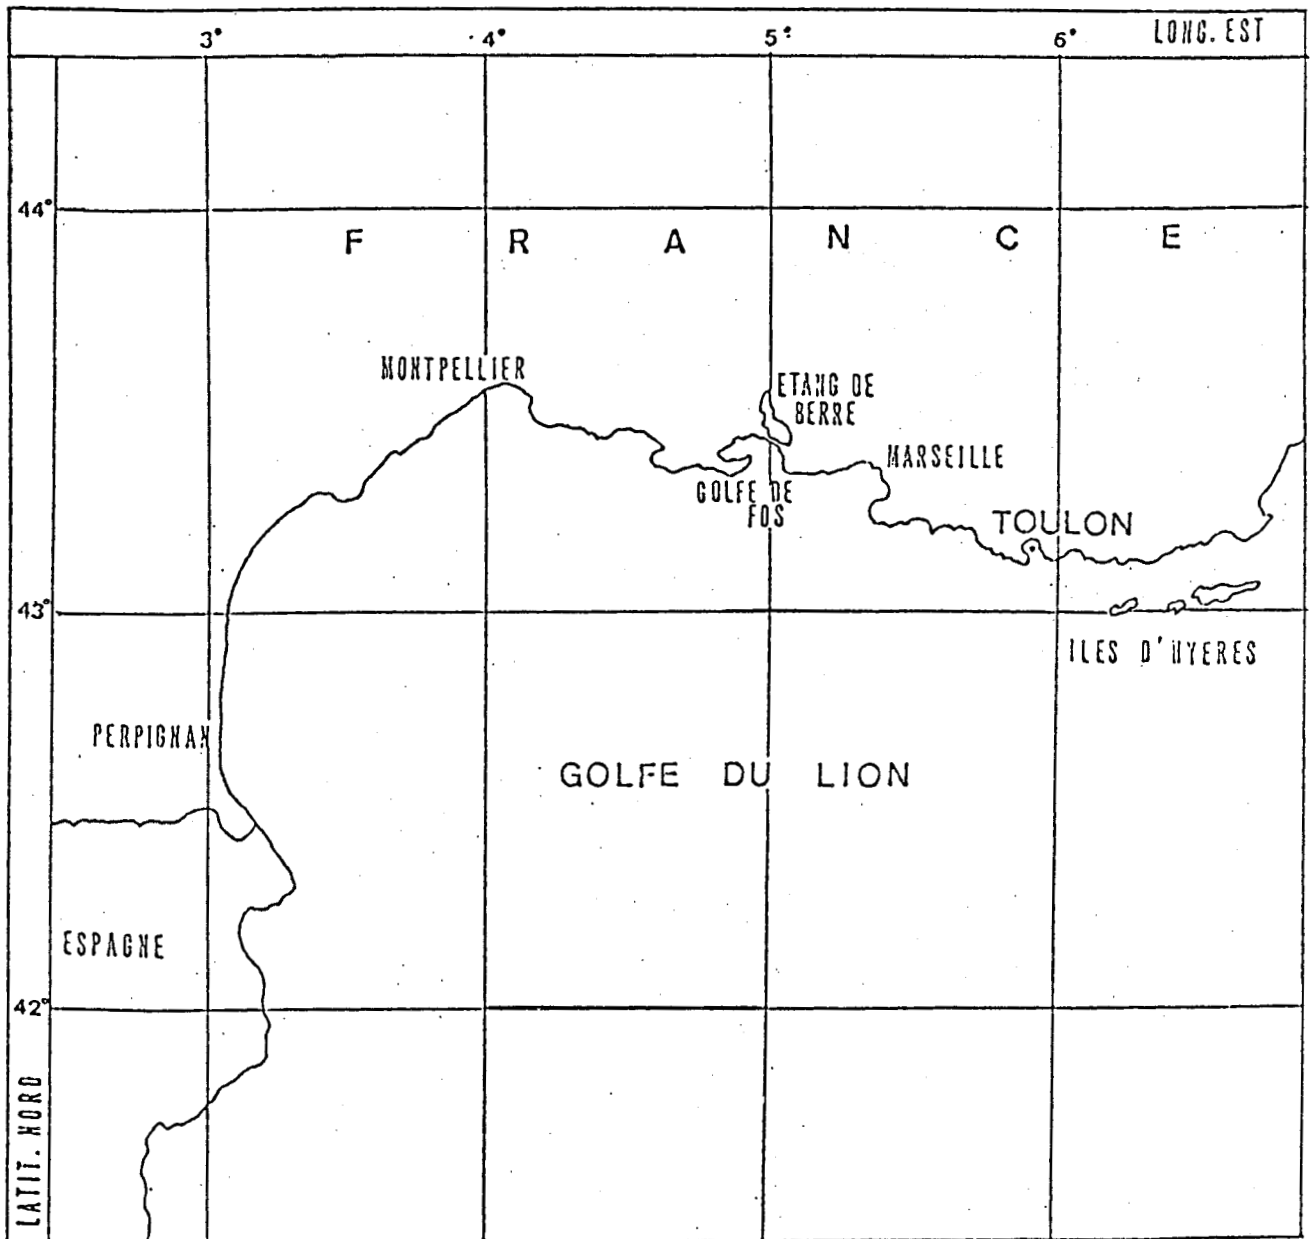 3° 4° 5° 6° LONG. EST
44°
F R A N C E
MONTPELLIER
ETANG DE
BERRE
MARSEILLE
GOLFE DE
FOS
TOULON
43°
ILES D'HYERES
PERPIGNAN
GOLFE DU LION
ESPAGNE
42°
LATIT. NORD